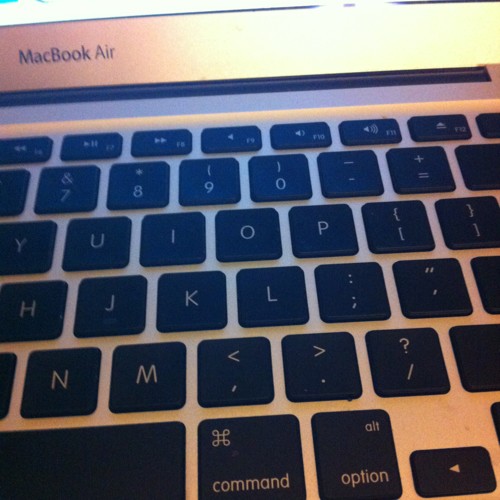 MacBook Air
F7 F8 F9 F10 F11 F12
& * ( ) — +
7 8 9 0 - =
Y U I O P { [ } ]
H J K L : ; " '
N M < , > . ? /
alt
⌘
command option